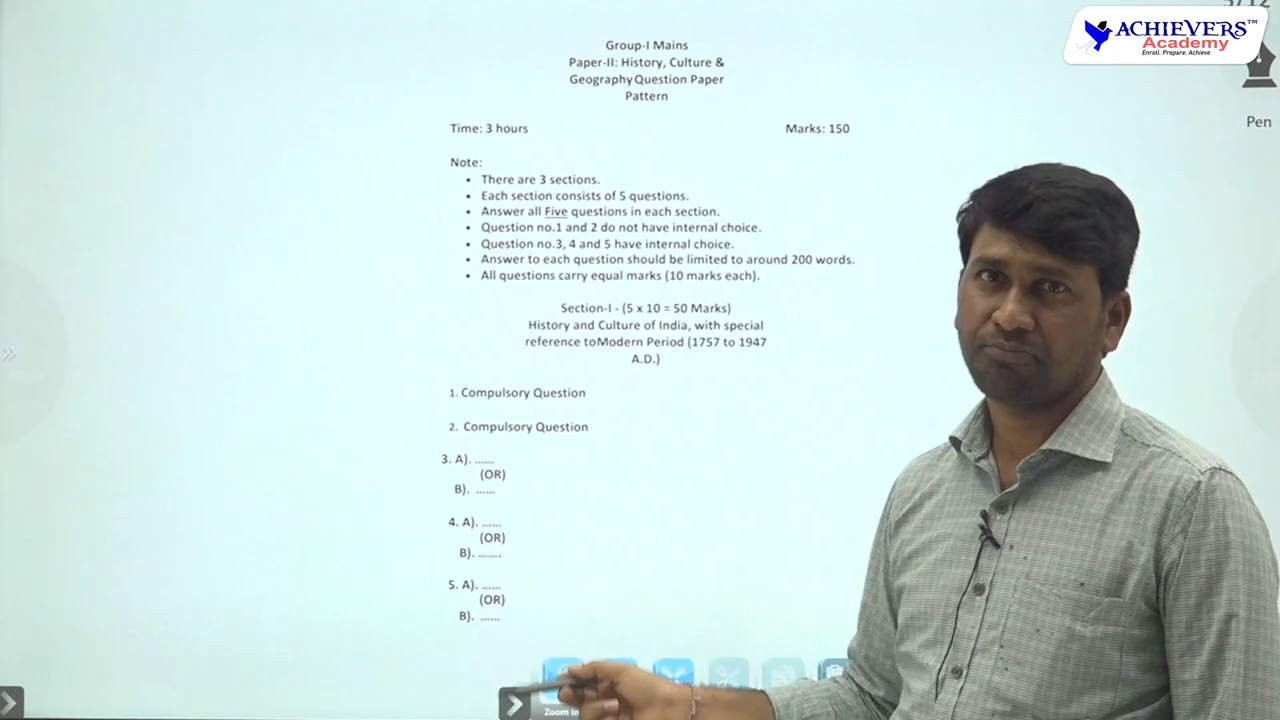 5/12
ACHIEVERS™
Academy
Enroll. Prepare. Achieve
Pen
Group-I Mains
Paper-II: History, Culture &
GeographyQuestion Paper
Pattern
Time: 3 hours Marks: 150
Note:
• There are 3 sections.
• Each section consists of 5 questions.
• Answer all Five questions in each section.
• Question no.1 and 2 do not have internal choice.
• Question no.3, 4 and 5 have internal choice.
• Answer to each question should be limited to around 200 words.
• All questions carry equal marks (10 marks each).
Section-I - (5 x 10 = 50 Marks)
History and Culture of India, with special
reference toModern Period (1757 to 1947
A.D.)
1. Compulsory Question
2. Compulsory Question
3. A). ......
(OR)
B). ......
4. A). ......
(OR)
B). .......
5. A). ......
(OR)
B). ......
Zoom in